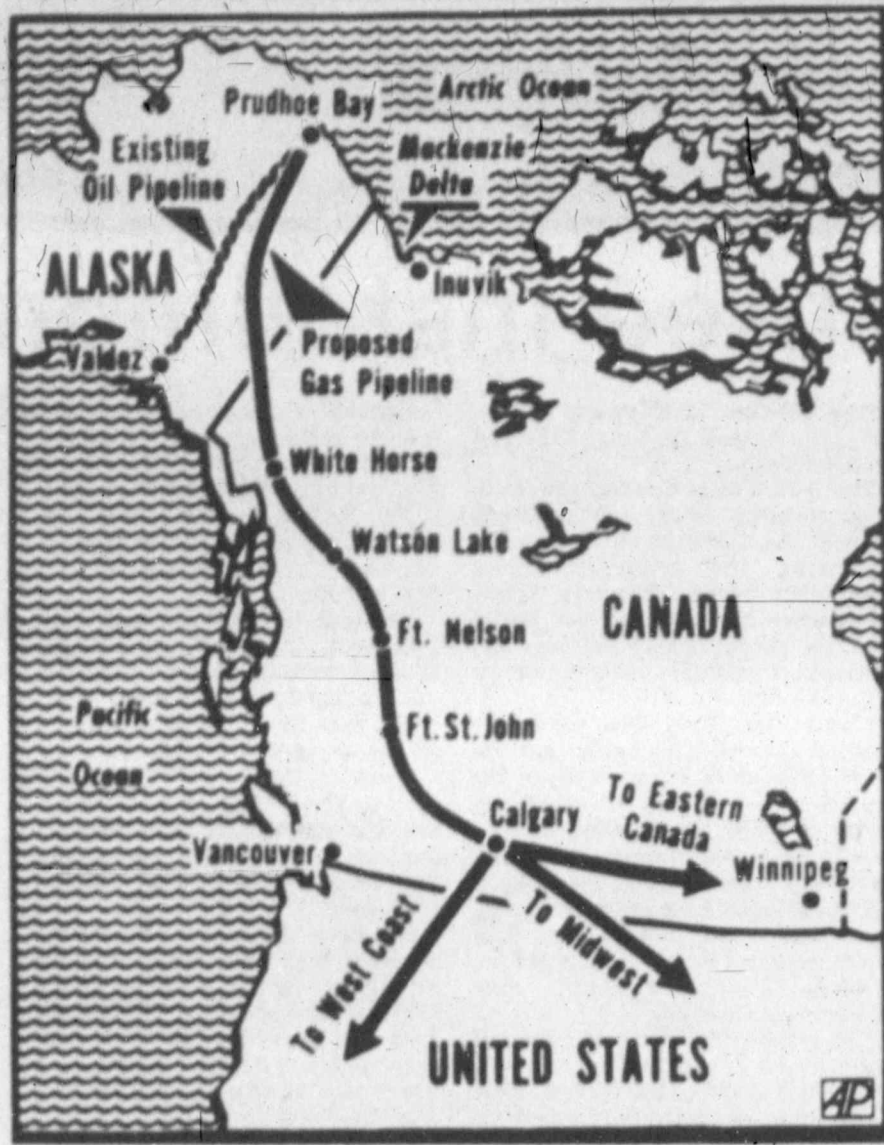 Arctic Ocean
Prudhoe Bay
Existing
Oil Pipeline
Mackenzie
Delta
ALASKA
Inuvik
Valdez
Proposed
Gas Pipeline
White Horse
Watson Lake
Ft. Nelson
CANADA
Pacific
Ocean
Ft. St. John
To Eastern
Canada
Calgary
Vancouver
Winnipeg
To West Coast
To Midwest
UNITED STATES
AP